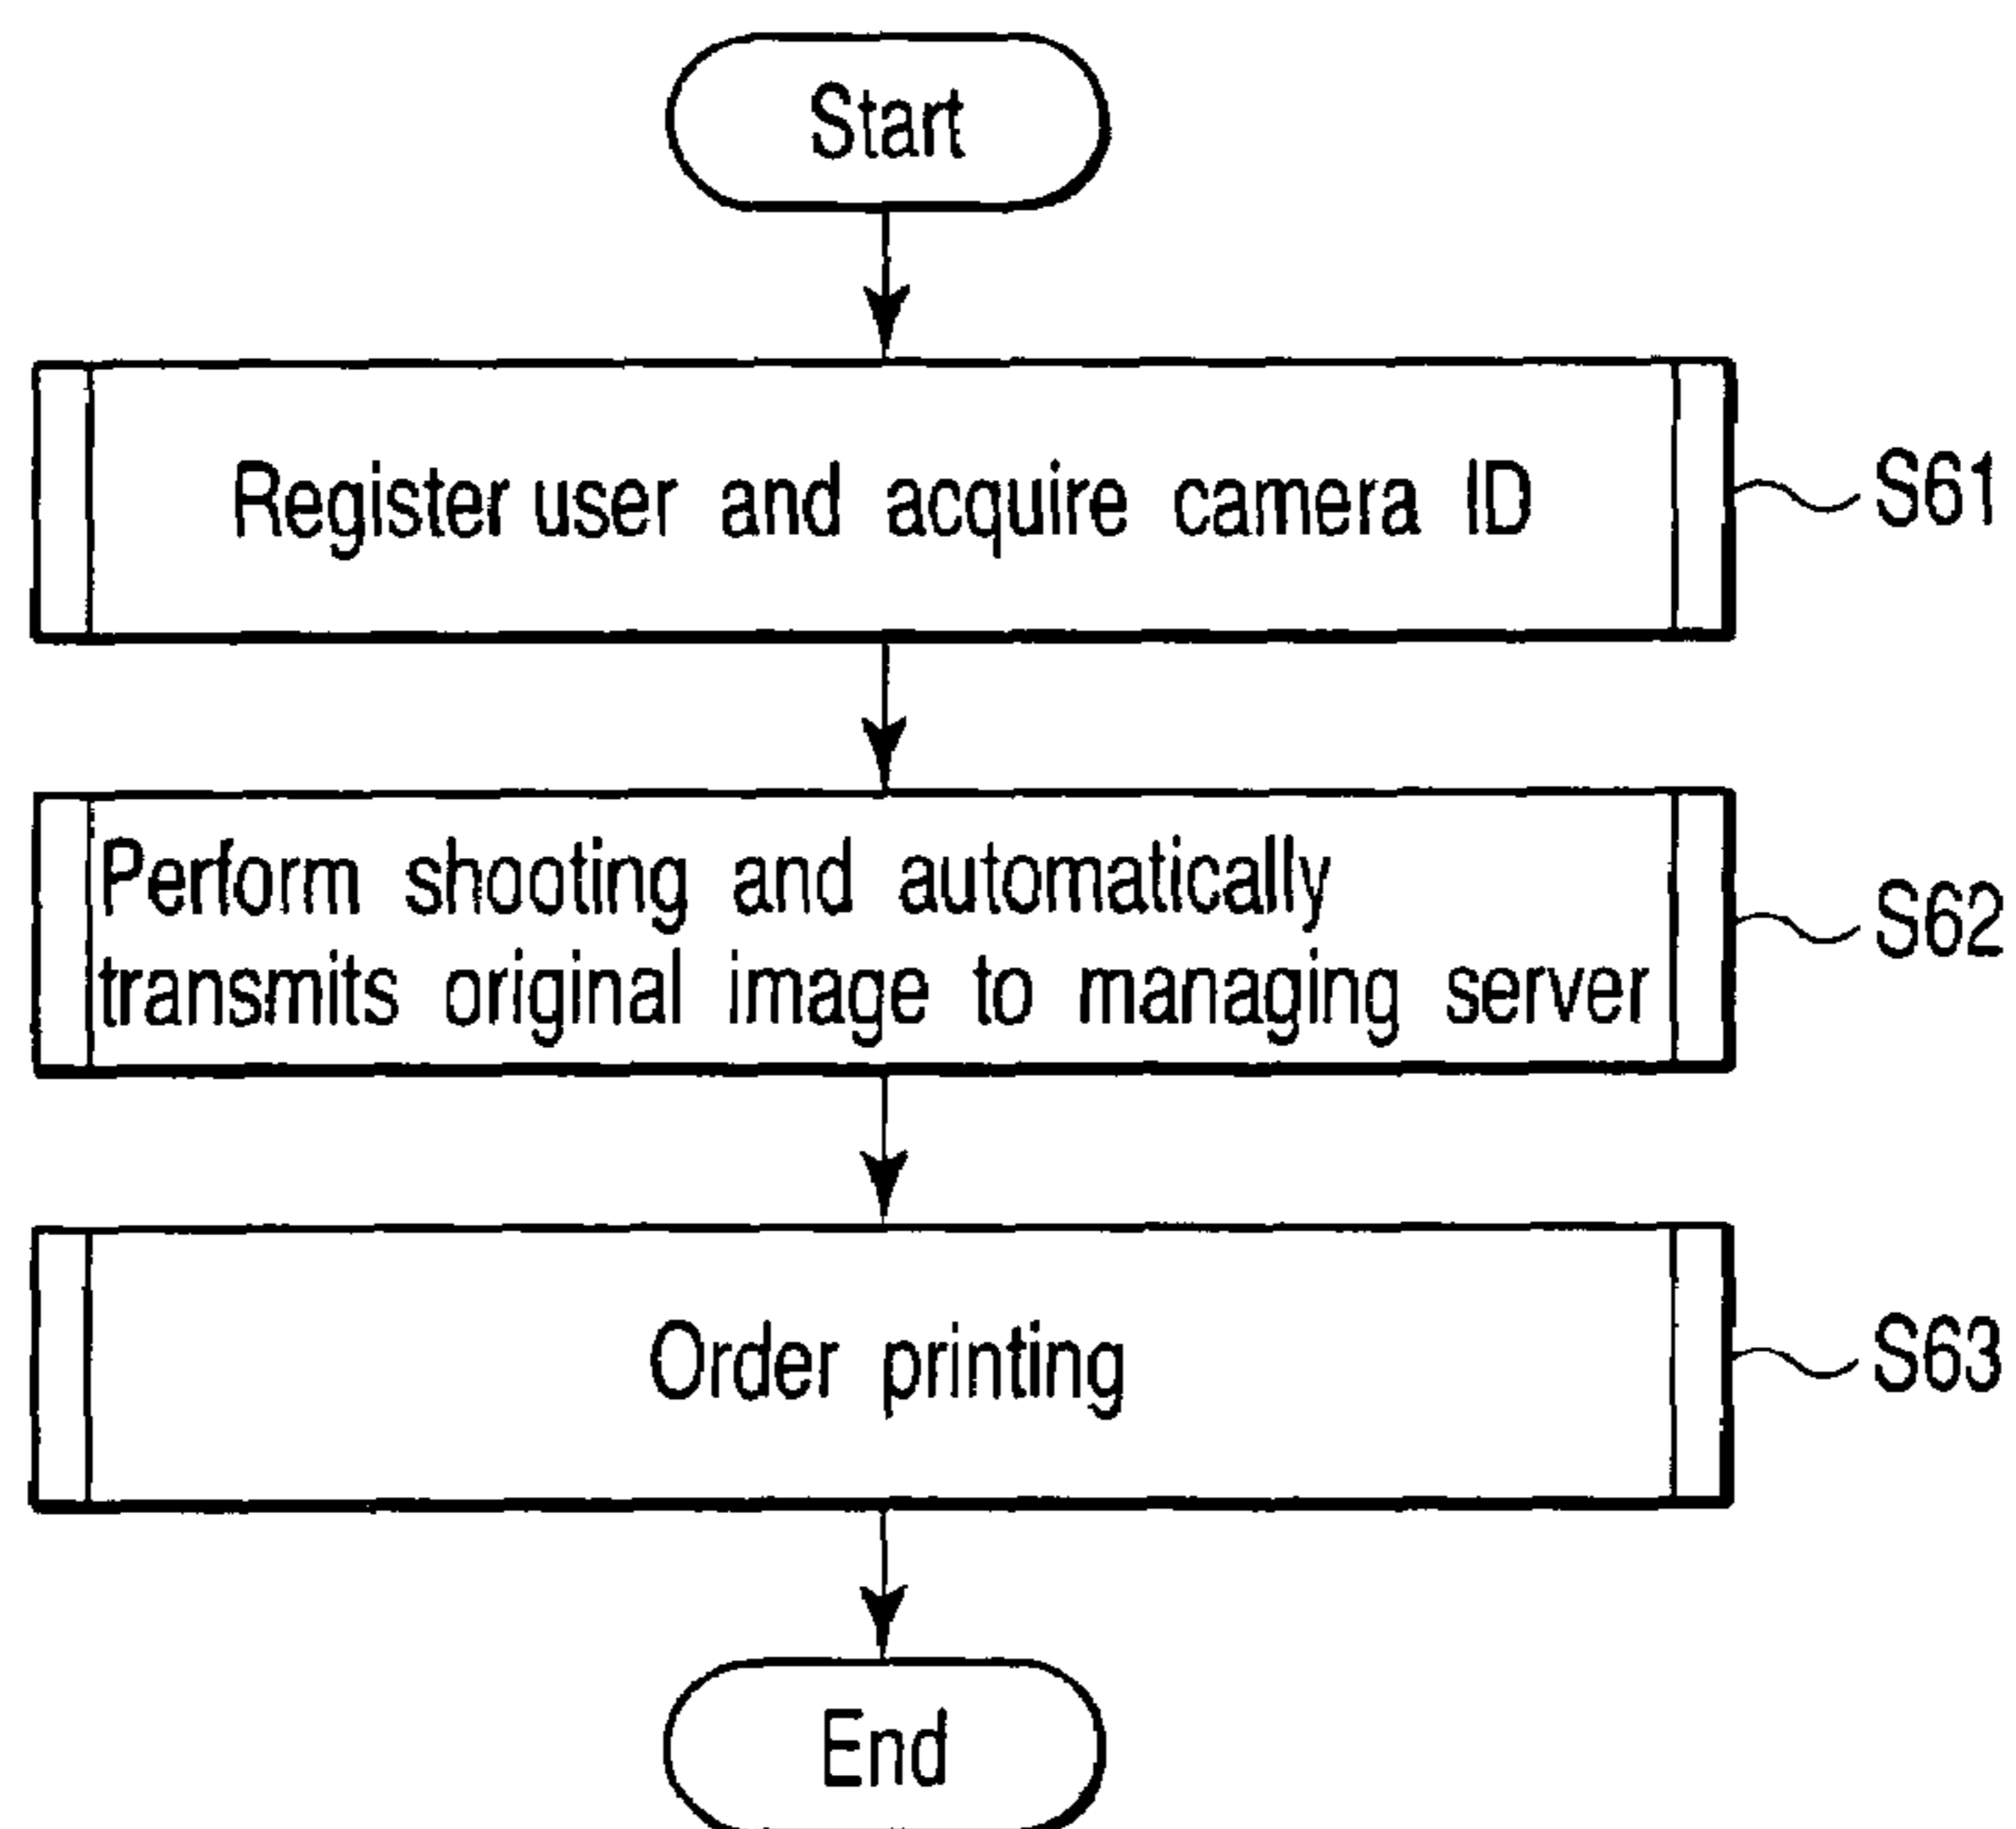 Start
Register user and acquire camera ID
S61
Perform shooting and automatically
transmits original image to managing server
S62
Order printing
S63
End